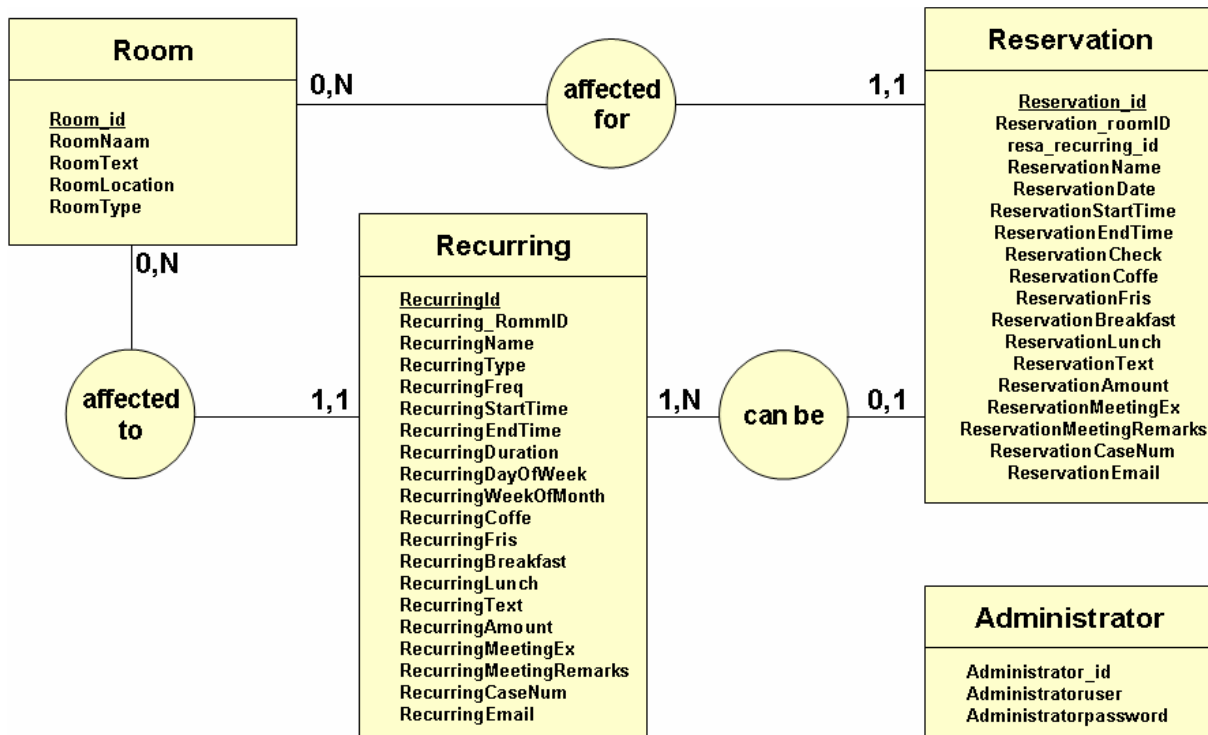 Room
Room_id
RoomNaam
RoomText
RoomLocation
RoomType
0,N
affected
for
1,1
Reservation
Reservation_id
Reservation_roomID
resa_recurring_id
ReservationName
ReservationDate
ReservationStartTime
ReservationEndTime
ReservationCheck
ReservationCoffe
ReservationFris
ReservationBreakfast
ReservationLunch
ReservationText
ReservationAmount
ReservationMeetingEx
ReservationMeetingRemarks
ReservationCaseNum
ReservationEmail
0,N
affected
to
1,1
Recurring
RecurringId
Recurring_RommID
RecurringName
RecurringType
RecurringFreq
RecurringStartTime
RecurringEndTime
RecurringDuration
RecurringDayOfWeek
RecurringWeekOfMonth
RecurringCoffe
RecurringFris
RecurringBreakfast
RecurringLunch
RecurringText
RecurringAmount
RecurringMeetingEx
RecurringMeetingRemarks
RecurringCaseNum
RecurringEmail
1,N
can be
0,1
Administrator
Administrator_id
Administratoruser
Administratorpassword